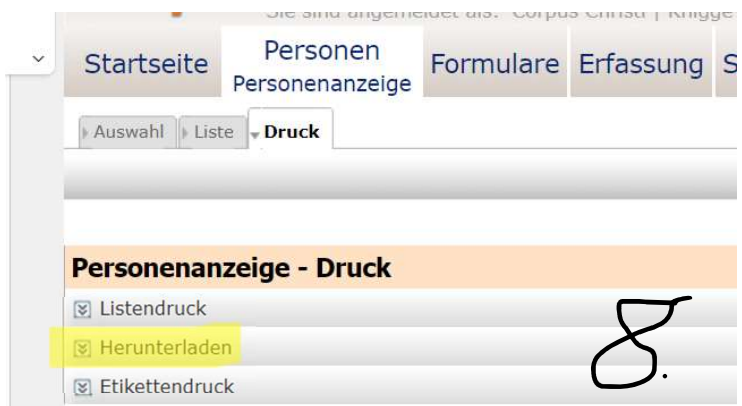 Sie sind angemeldet als: Corpus Christi | Knigge
Startseite Personen Formulare Erfassung S
Personenanzeige
Auswahl Liste Druck
Personenanzeige - Druck
Listendruck
Herunterladen
8.
Etikettendruck